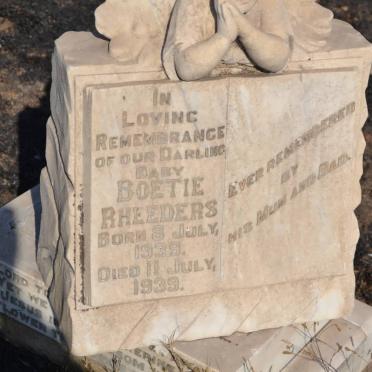 In
Loving
Remembrance
of our Darling
Baby
Boetie
Rheeders
Born 8 July,
1939.
Died 11 July,
1939.
Ever remembered
by
his Mum and Dad.